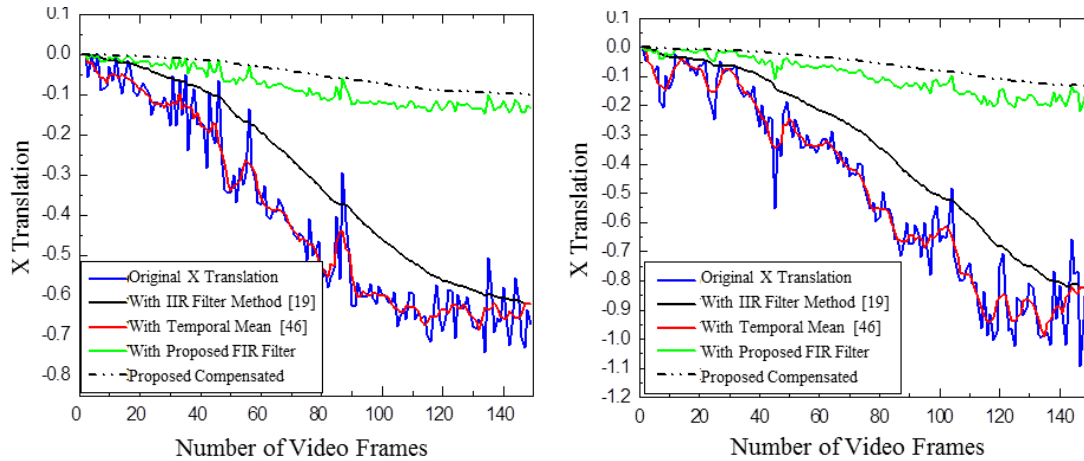 0.1
0.0
-0.1
-0.2
-0.3
-0.4
-0.5
-0.6
-0.7
-0.8
X Translation
Original X Translation
With IIR Filter Method [19]
With Temporal Mean [46]
With Proposed FIR Filter
Proposed Compensated
0 20 40 60 80 100 120 140
Number of Video Frames
0.1
0.0
-0.1
-0.2
-0.3
-0.4
-0.5
-0.6
-0.7
-0.8
-0.9
-1.0
-1.1
-1.2
X Translation
Original X Translation
With IIR Filter Method [19]
With Temporal Mean [46]
With Proposed FIR Filter
Proposed Compensated
0 20 40 60 80 100 120 140
Number of Video Frames